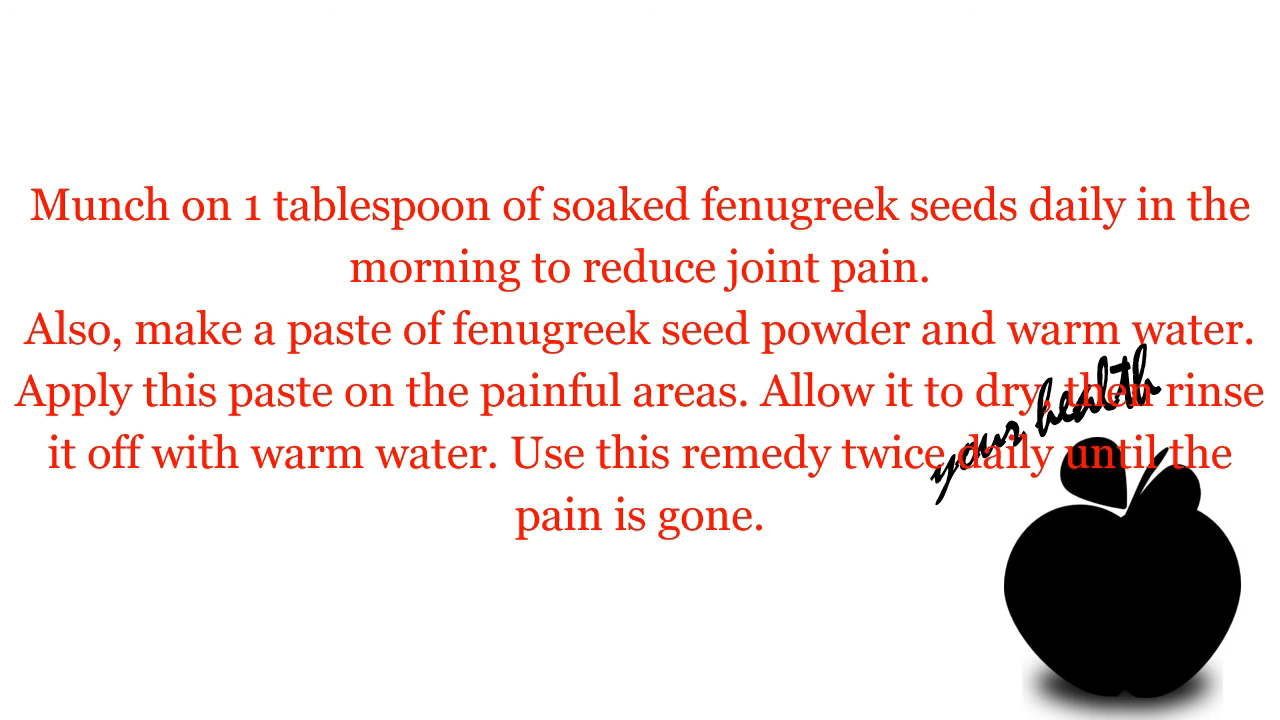 Munch on 1 tablespoon of soaked fenugreek seeds daily in the
morning to reduce joint pain.
Also, make a paste of fenugreek seed powder and warm water.
Apply this paste on the painful areas. Allow it to dry, then rinse
it off with warm water. Use this remedy twice daily until the
pain is gone.
your health